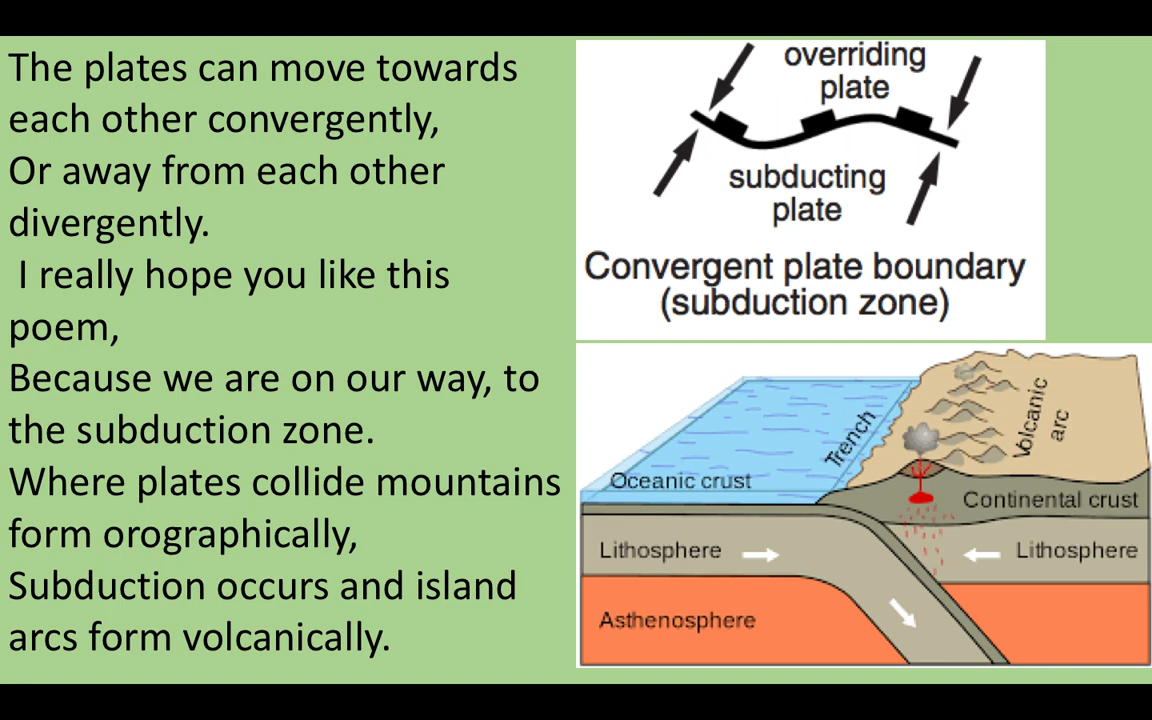 The plates can move towards
each other convergently,
Or away from each other
divergently.
I really hope you like this
poem,
Because we are on our way, to
the subduction zone.
Where plates collide mountains
form orographically,
Subduction occurs and island
arcs form volcanically.
overriding
plate
subducting
plate
Convergent plate boundary
(subduction zone)
Trench
Volcanic
arc
Oceanic crust
Continental crust
Lithosphere
Lithosphere
Asthenosphere